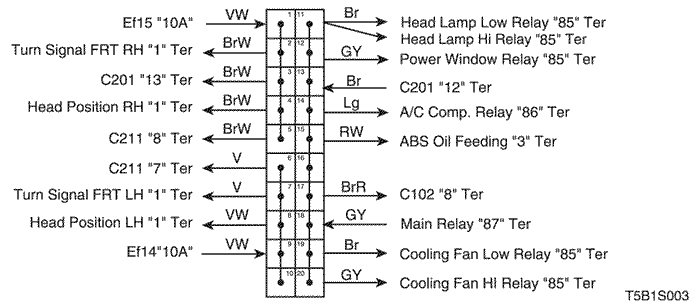 Ef15 "10A" VW 1 11 Br Head Lamp Low Relay "85" Ter
Head Lamp Hi Relay "85" Ter
Turn Signal FRT RH "1" Ter BrW 2 12 GY Power Window Relay "85" Ter
C201 "13" Ter BrW 3 13 Br C201 "12" Ter
Head Position RH "1" Ter BrW 4 14 Lg A/C Comp. Relay "86" Ter
C211 "8" Ter BrW 5 15 RW ABS Oil Feeding "3" Ter
C211 "7" Ter V 6 16
Turn Signal FRT LH "1" Ter V 7 17 BrR C102 "8" Ter
Head Position LH "1" Ter VW 8 18 GY Main Relay "87" Ter
Ef14"10A" VW 9 19 Br Cooling Fan Low Relay "85" Ter
10 20 GY Cooling Fan HI Relay "85" Ter
T5B1S003